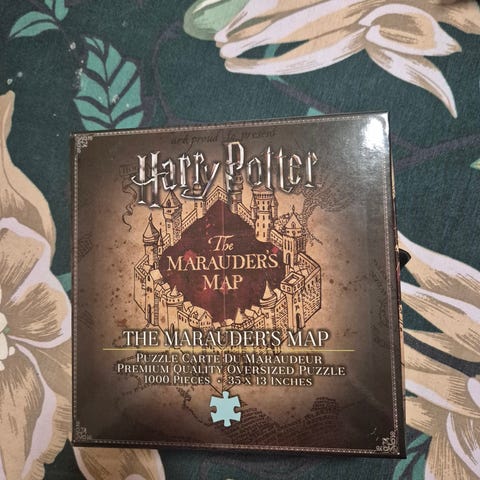 are proud to present
Harry Potter
The
MARAUDER'S
MAP
THE MARAUDER'S MAP
PUZZLE CARTE DU MARAUDEUR
PREMIUM QUALITY OVERSIZED PUZZLE
1000 PIECES • 35 X 13 INCHES